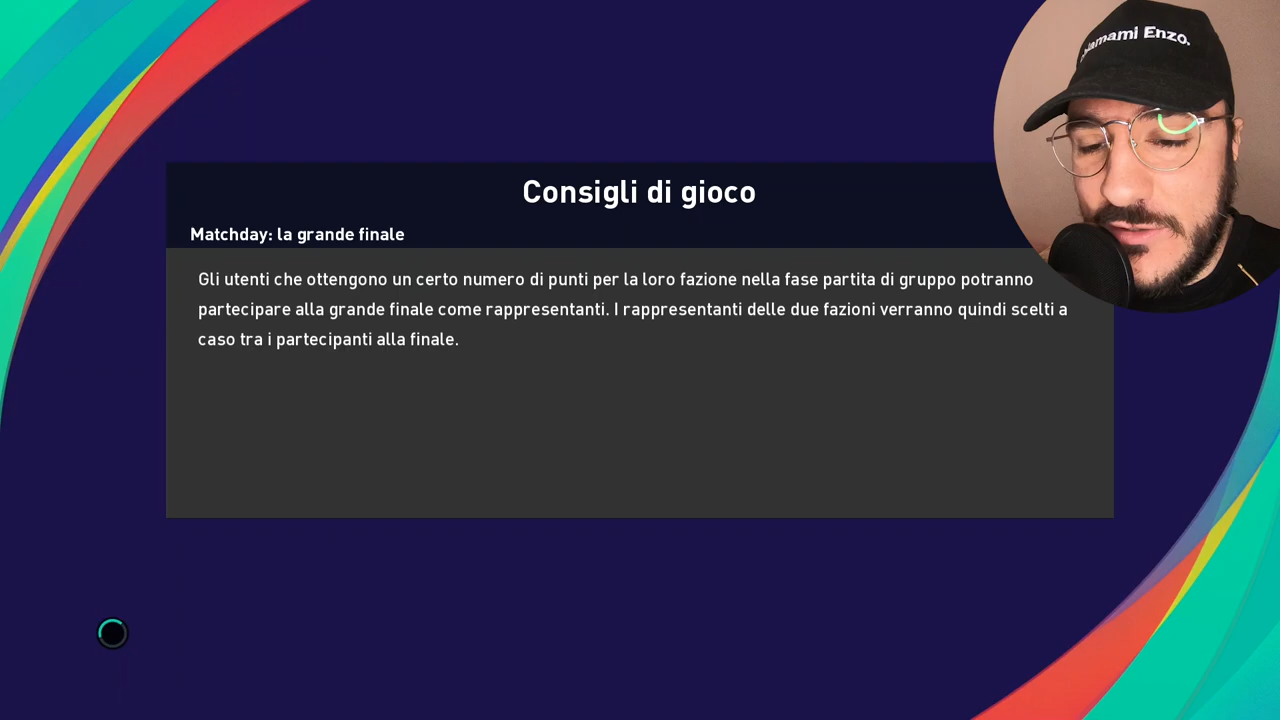 Consigli di gioco
Matchday: la grande finale
Gli utenti che ottengono un certo numero di punti per la loro fazione nella fase partita di gruppo potranno
partecipare alla grande finale come rappresentanti. I rappresentanti delle due fazioni verranno quindi scelti a
caso tra i partecipanti alla finale.
Enzo.